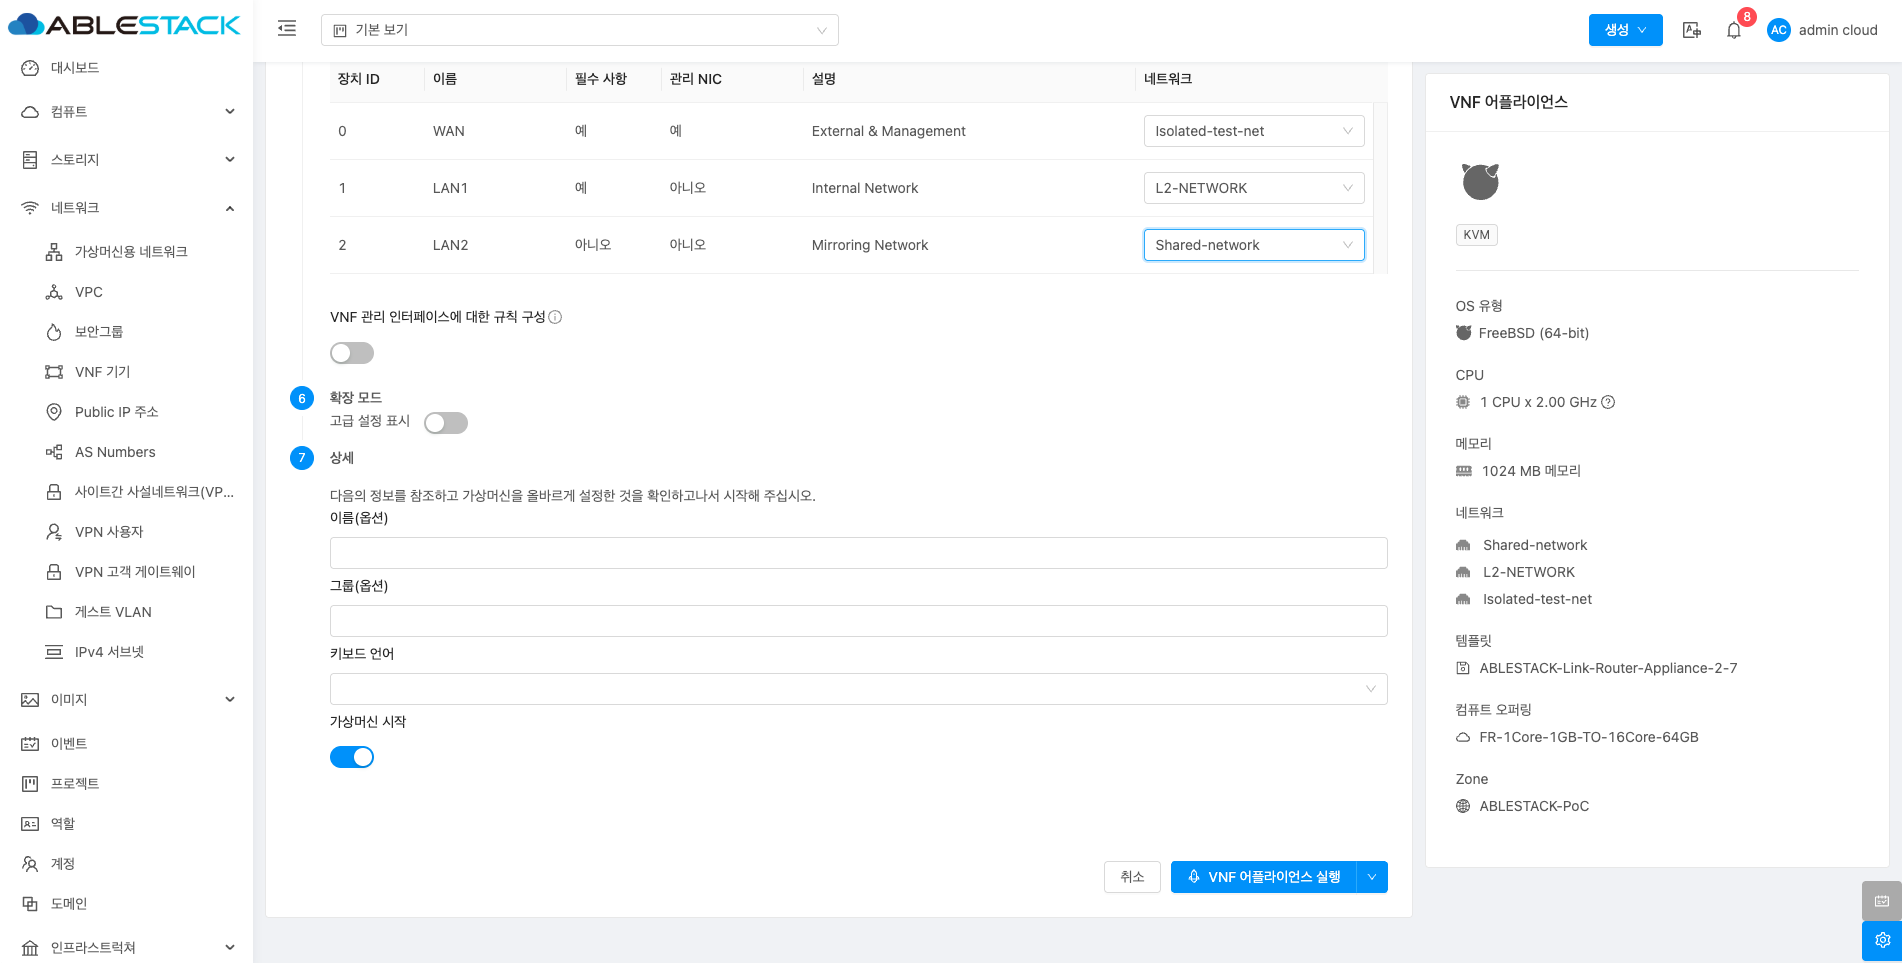 ABLESTACK
기본 보기
생성
8
AC
admin cloud
대시보드
컴퓨트
스토리지
네트워크
가상머신용 네트워크
VPC
보안그룹
VNF 기기
Public IP 주소
AS Numbers
사이트간 사설네트워크(VP...
VPN 사용자
VPN 고객 게이트웨이
게스트 VLAN
IPv4 서브넷
이미지
이벤트
프로젝트
역할
계정
도메인
인프라스트럭쳐
장치 ID 이름 필수 사항 관리 NIC 설명 네트워크
0 WAN 예 예 External & Management Isolated-test-net
1 LAN1 예 아니오 Internal Network L2-NETWORK
2 LAN2 아니오 아니오 Mirroring Network Shared-network
VNF 관리 인터페이스에 대한 규칙 구성
6 확장 모드
고급 설정 표시
7 상세
다음의 정보를 참조하고 가상머신을 올바르게 설정한 것을 확인하고나서 시작해 주십시오.
이름(옵션)
그룹(옵션)
키보드 언어
가상머신 시작
취소
VNF 어플라이언스 실행
VNF 어플라이언스
KVM
OS 유형
FreeBSD (64-bit)
CPU
1 CPU x 2.00 GHz
메모리
1024 MB 메모리
네트워크
Shared-network
L2-NETWORK
Isolated-test-net
템플릿
ABLESTACK-Link-Router-Appliance-2-7
컴퓨트 오퍼링
FR-1Core-1GB-TO-16Core-64GB
Zone
ABLESTACK-PoC